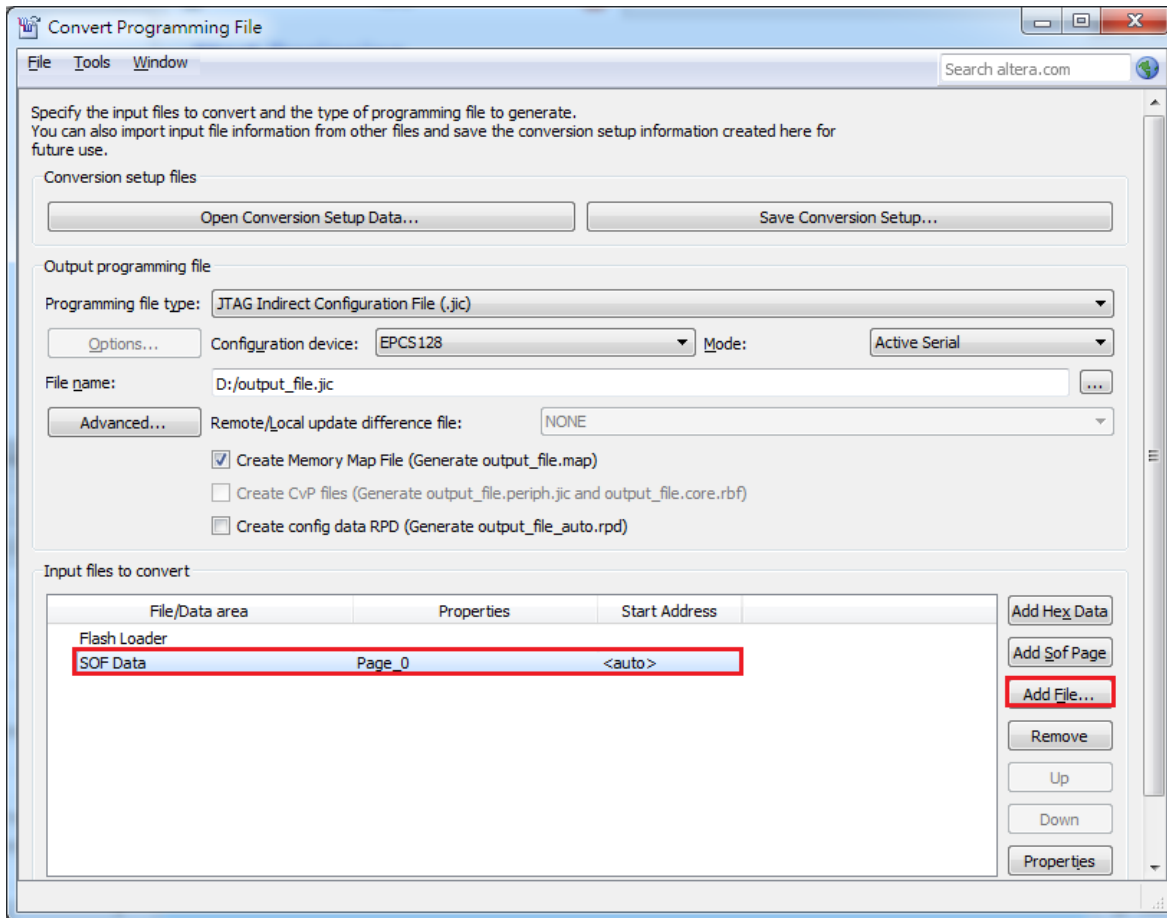 Convert Programming File
File Tools Window
Search altera.com
Specify the input files to convert and the type of programming file to generate.
You can also import input file information from other files and save the conversion setup information created here for
future use.
Conversion setup files
Open Conversion Setup Data...
Save Conversion Setup...
Output programming file
Programming file type: JTAG Indirect Configuration File (.jic)
Options... Configuration device: EPCS128 Mode: Active Serial
File name: D:/output_file.jic ...
Advanced... Remote/Local update difference file: NONE
Create Memory Map File (Generate output_file.map)
Create CvP files (Generate output_file.periph.jic and output_file.core.rbf)
Create config data RPD (Generate output_file_auto.rpd)
Input files to convert
File/Data area Properties Start Address
Flash Loader
SOF Data Page_0 <auto>
Add Hex Data
Add Sof Page
Add File...
Remove
Up
Down
Properties